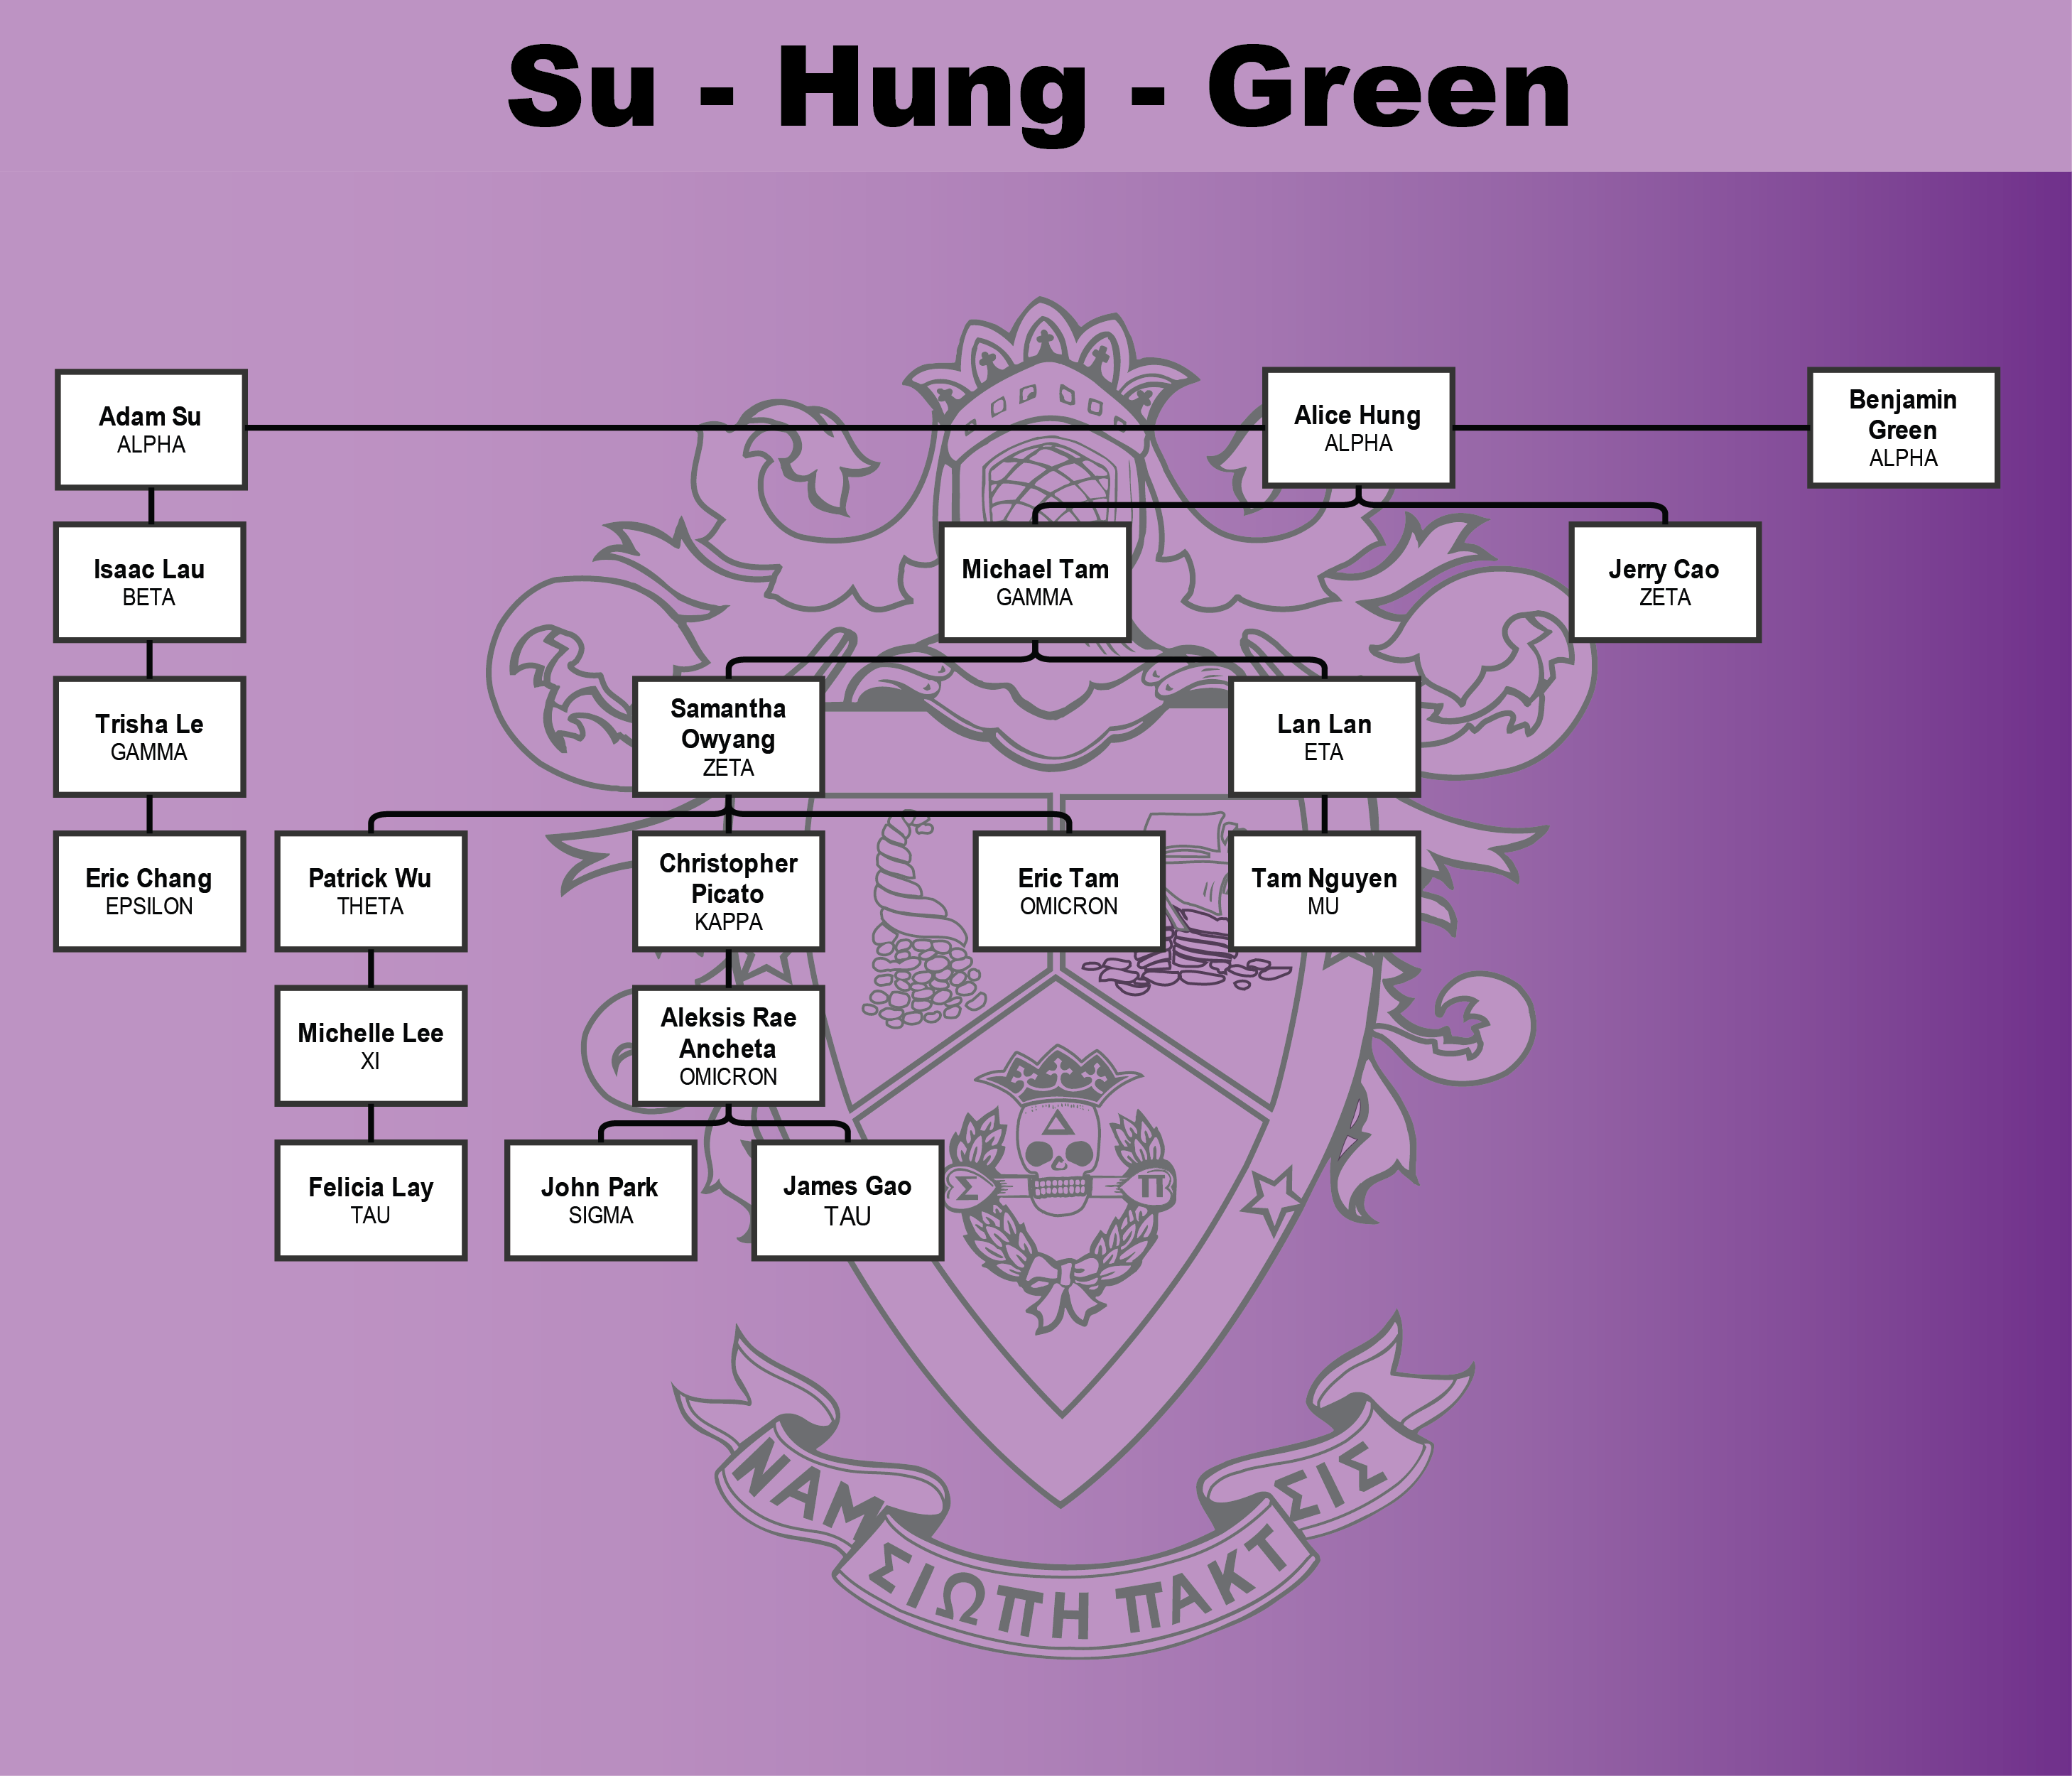 Su - Hung - Green
Adam Su
ALPHA
Alice Hung
ALPHA
Benjamin
Green
ALPHA
Isaac Lau
BETA
Michael Tam
GAMMA
Jerry Cao
ZETA
Trisha Le
GAMMA
Samantha
Owyang
ZETA
Lan Lan
ETA
Eric Chang
EPSILON
Patrick Wu
THETA
Christopher
Picato
KAPPA
Eric Tam
OMICRON
Tam Nguyen
MU
Michelle Lee
XI
Aleksis Rae
Ancheta
OMICRON
Felicia Lay
TAU
John Park
SIGMA
James Gao
TAU
Σ
Π
ΝΑΜ ΣΙΩΠΗ ΠΑΚΤ ΣΙΣ